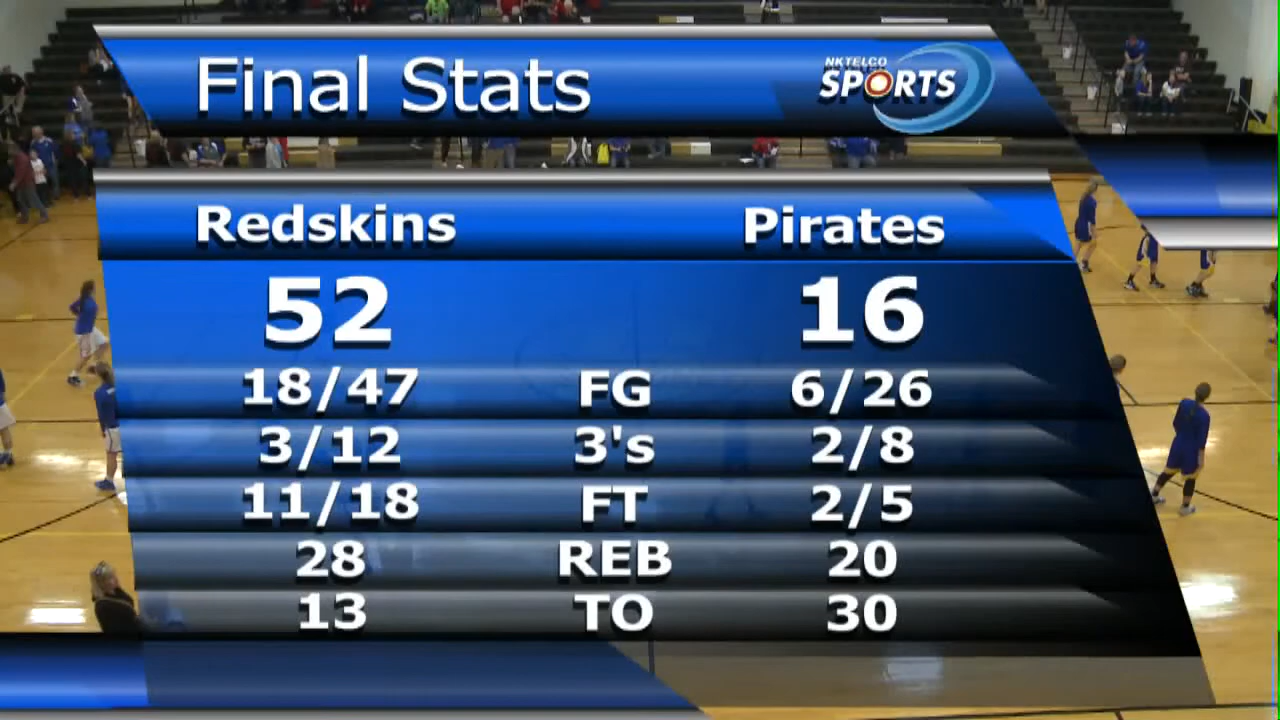 Final Stats
NKTELCO
SPORTS
Redskins Pirates
52 16
18/47 FG 6/26
3/12 3's 2/8
11/18 FT 2/5
28 REB 20
13 TO 30